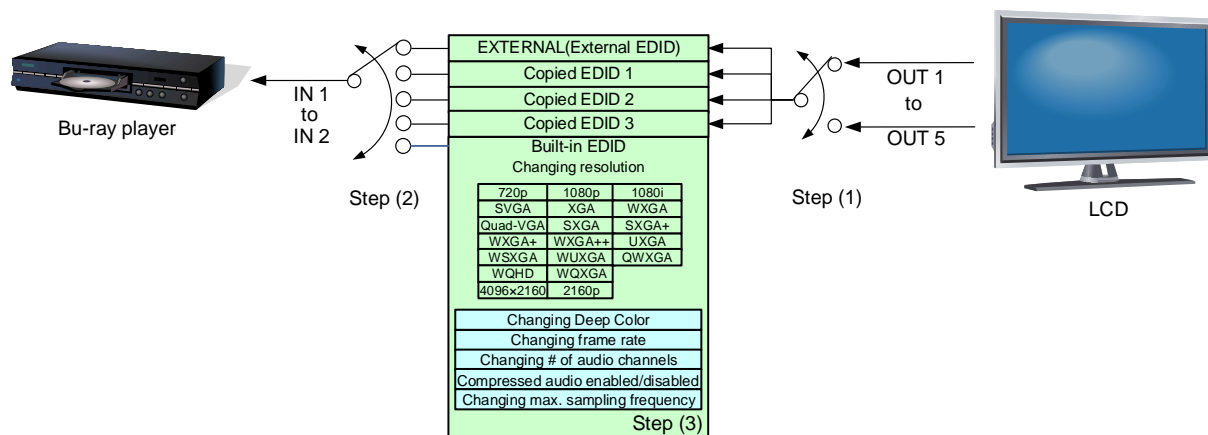 Bu-ray player
IN 1
to
IN 2
Step (2)
EXTERNAL(External EDID)
Copied EDID 1
Copied EDID 2
Copied EDID 3
Built-in EDID
Changing resolution
720p 1080p 1080i
SVGA XGA WXGA
Quad-VGA SXGA SXGA+
WXGA+ WXGA++ UXGA
WSXGA WUXGA QWXGA
WQHD WQXGA
4096×2160 2160p
Changing Deep Color
Changing frame rate
Changing # of audio channels
Compressed audio enabled/disabled
Changing max. sampling frequency
Step (3)
Step (1)
OUT 1
to
OUT 5
LCD